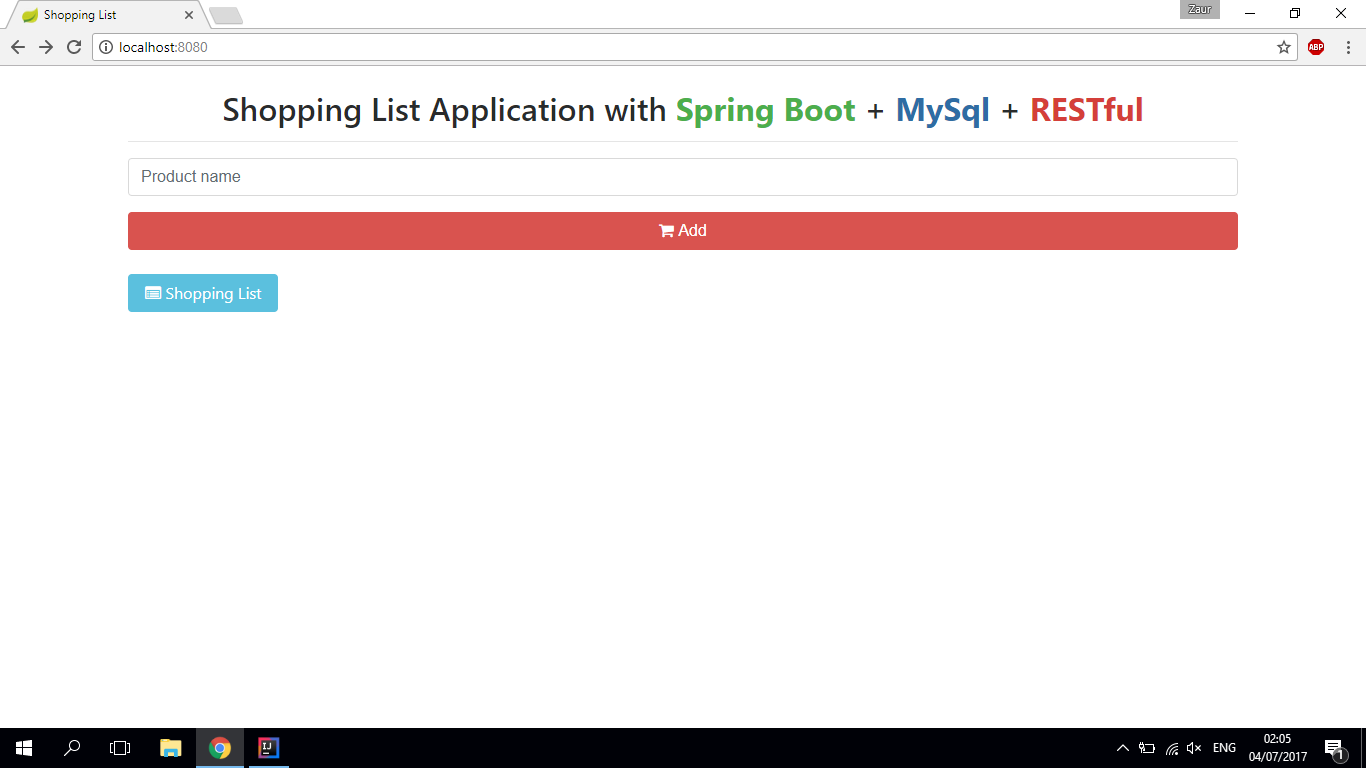 Shopping List
Zaur
localhost:8080
ABP
Shopping List Application with Spring Boot + MySql + RESTful
Product name
Add
Shopping List
IJ
ENG
02:05
04/07/2017
1